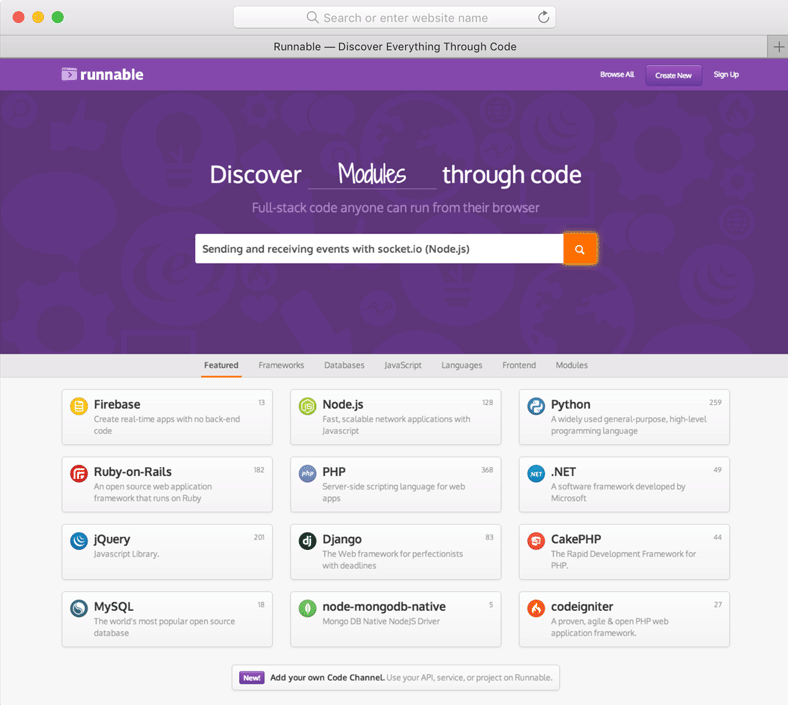 Search or enter website name
Runnable — Discover Everything Through Code
runnable
Browse All
Create New
Sign Up
Discover Modules through code
Full-stack code anyone can run from their browser
Sending and receiving events with socket.io (Node.js)
Featured Frameworks Databases JavaScript Languages Frontend Modules
Firebase 13
Create real-time apps with no back-end
code
Node.js 128
Fast, scalable network applications with
Javascript
Python 259
A widely used general-purpose, high-level
programming language
Ruby-on-Rails 182
An open source web application
framework that runs on Ruby
php
PHP 368
Server-side scripting language for web
apps
.NET
.NET 49
A software framework developed by
Microsoft
jQuery 201
Javascript Library.
dj
Django 83
The Web framework for perfectionists
with deadlines
CakePHP 44
The Rapid Development Framework for
PHP.
MySQL 18
The world's most popular open source
database
node-mongodb-native 5
Mongo DB Native NodeJS Driver
codeigniter 27
A proven, agile & open PHP web
application framework.
New! Add your own Code Channel. Use your API, service, or project on Runnable.